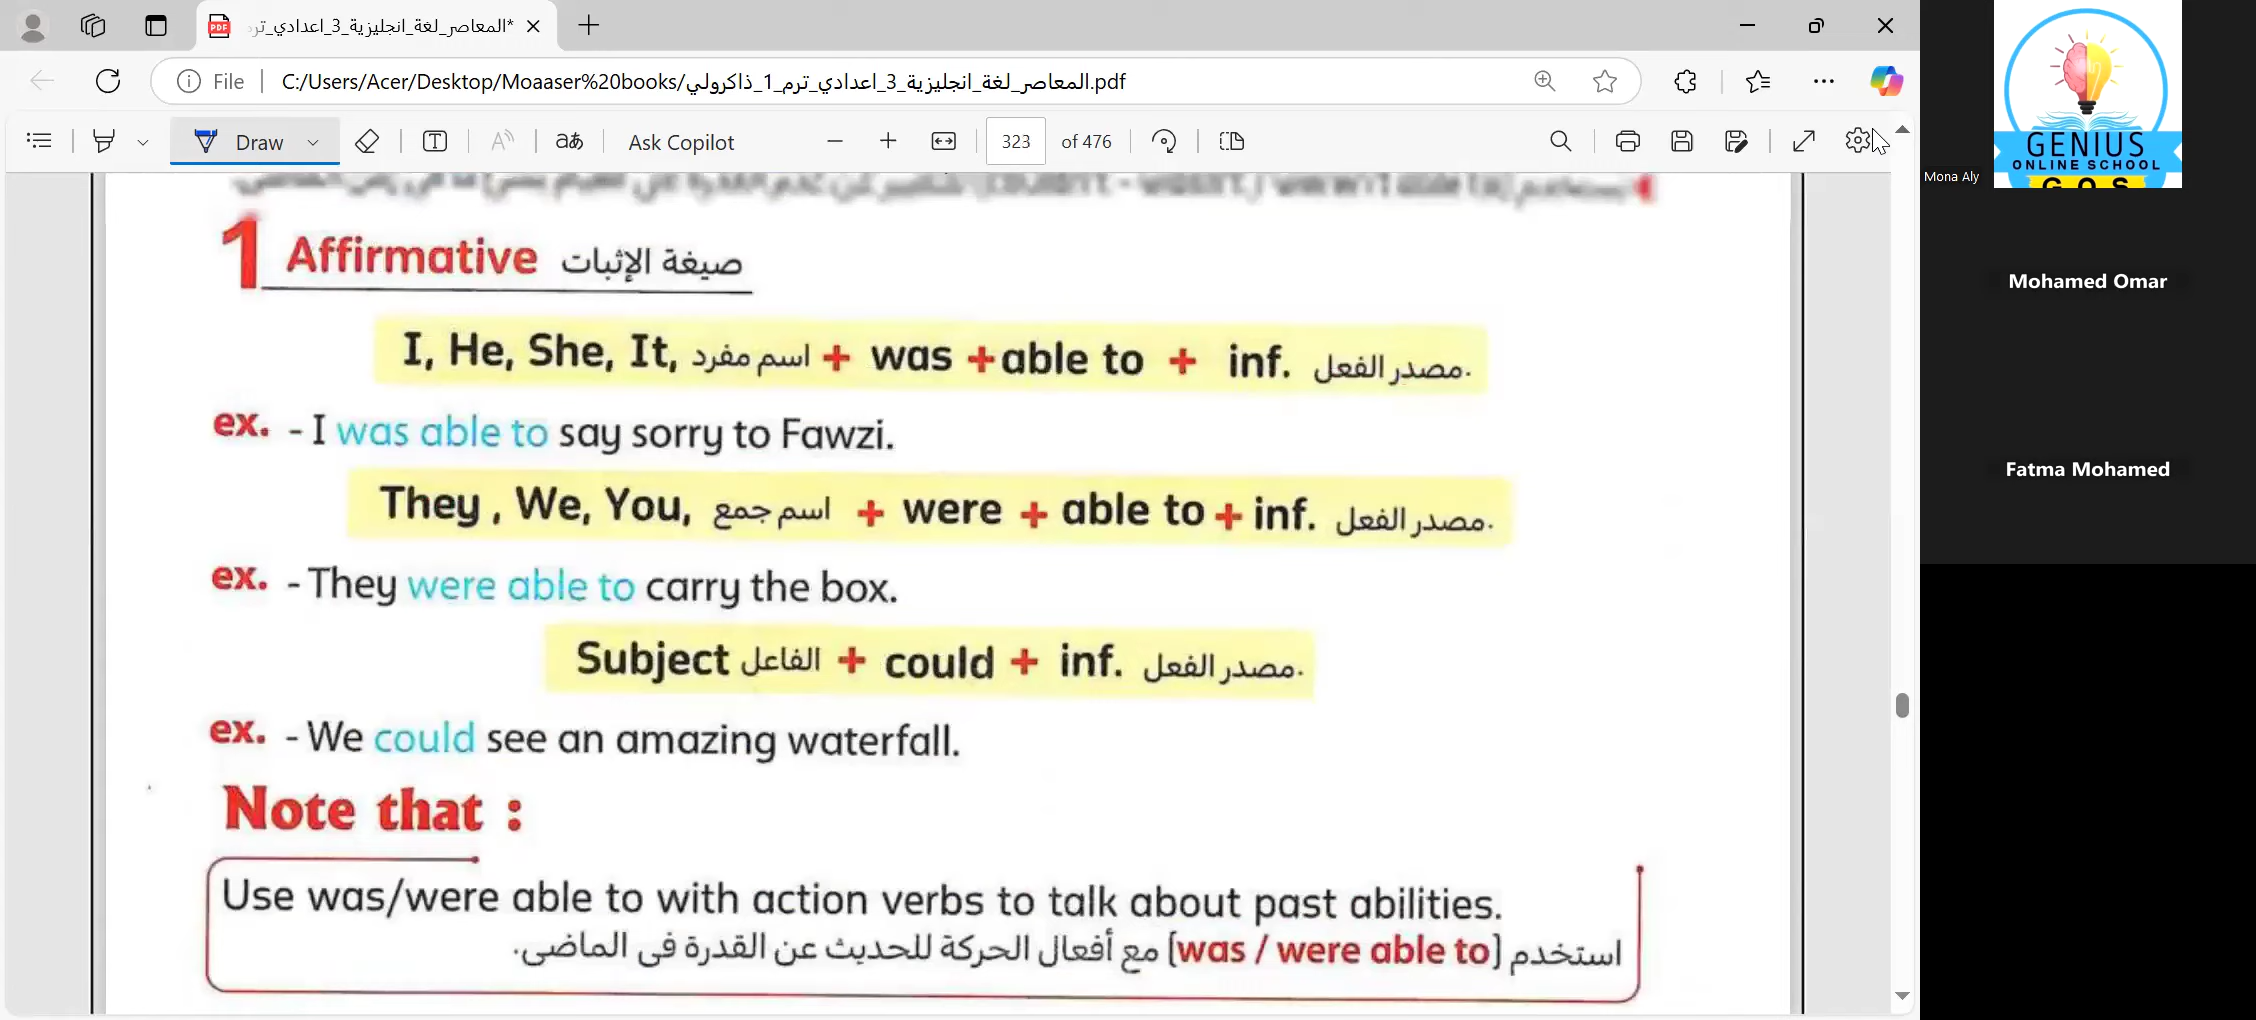 *المعاصر_لغة_انجليزية_3_اعدادي_تر
File
C:/Users/Acer/Desktop/Moaaser%20books/المعاصر_لغة_انجليزية_3_اعدادي_ترم_1_ذاكرولي.pdf
Draw
Ask Copilot
323 of 476
1 Affirmative صيغة الإثبات
I, He, She, It, اسم مفرد + was +able to + inf. مصدر الفعل.
ex. - I was able to say sorry to Fawzi.
They , We, You, اسم جمع + were + able to + inf. مصدر الفعل.
ex. - They were able to carry the box.
Subject الفاعل + could + inf. مصدر الفعل.
ex. - We could see an amazing waterfall.
Note that :
Use was/were able to with action verbs to talk about past abilities.
استخدم [was / were able to] مع أفعال الحركة للحديث عن القدرة فى الماضى.
GENIUS
ONLINE SCHOOL
GOS
Mona Aly
Mohamed Omar
Fatma Mohamed